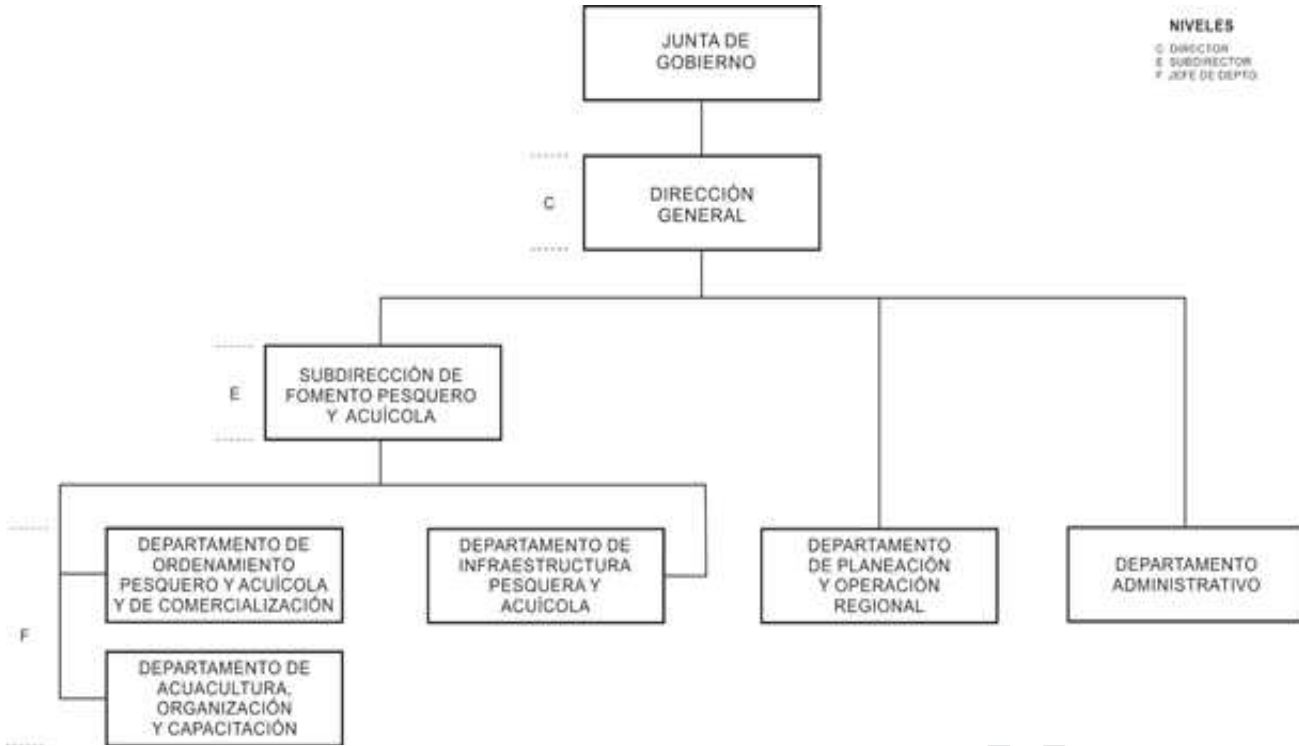 JUNTA DE
GOBIERNO
NIVELES
C DIRECTOR
E SUBDIRECTOR
F JEFE DE DEPTO.
C
DIRECCIÓN
GENERAL
E
SUBDIRECCIÓN DE
FOMENTO PESQUERO
Y ACUÍCOLA
F
DEPARTAMENTO DE
ORDENAMIENTO
PESQUERO Y ACUÍCOLA
Y DE COMERCIALIZACIÓN
DEPARTAMENTO DE
INFRAESTRUCTURA
PESQUERA Y
ACUÍCOLA
DEPARTAMENTO
DE PLANEACIÓN
Y OPERACIÓN
REGIONAL
DEPARTAMENTO
ADMINISTRATIVO
DEPARTAMENTO DE
ACUACULTURA,
ORGANIZACIÓN
Y CAPACITACIÓN